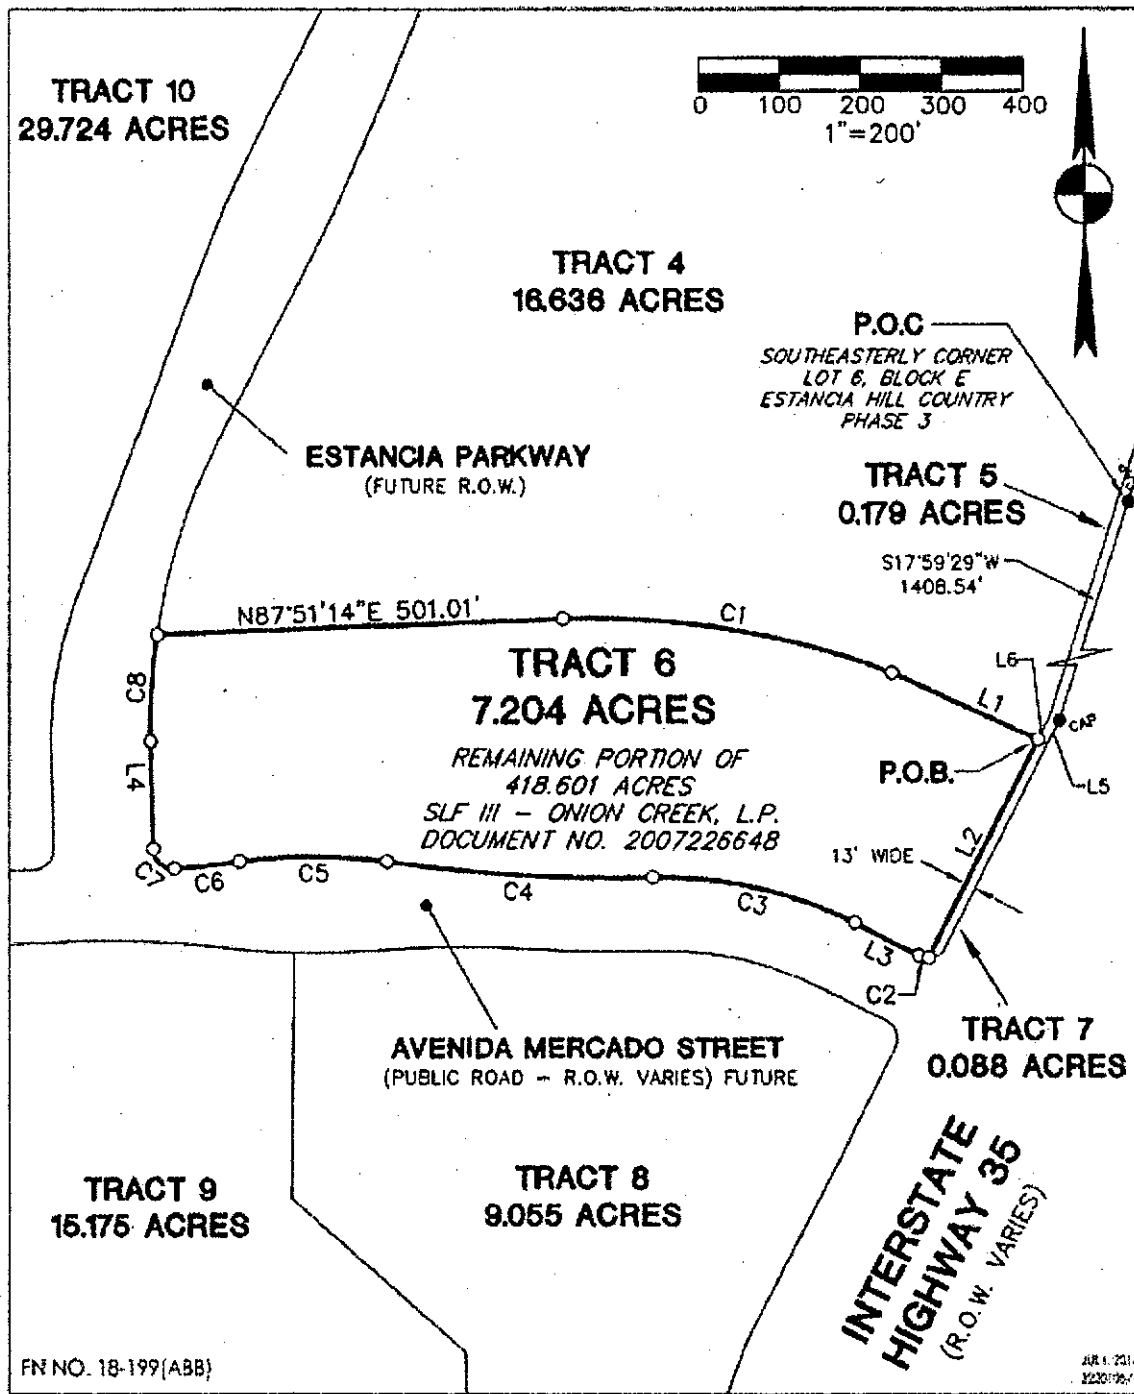 TRACT 10
29.724 ACRES
0 100 200 300 400
1"=200'
TRACT 4
16.636 ACRES
P.O.C
SOUTHEASTERLY CORNER
LOT 6, BLOCK E
ESTANCIA HILL COUNTRY
PHASE 3
ESTANCIA PARKWAY
(FUTURE R.O.W.)
TRACT 5
0.179 ACRES
S17°59'29"W
1408.54'
N87°51'14"E 501.01'
C1
TRACT 6
7.204 ACRES
L6
C8
L1
CAP
REMAINING PORTION OF
418.601 ACRES
SLF III – ONION CREEK, L.P.
DOCUMENT NO. 2007226648
P.O.B.
L5
L4
L2
13' WIDE
C7
C6
C5
C4
C3
L3
C2
AVENIDA MERCADO STREET
(PUBLIC ROAD – R.O.W. VARIES) FUTURE
TRACT 7
0.088 ACRES
TRACT 9
15.175 ACRES
TRACT 8
9.055 ACRES
INTERSTATE
HIGHWAY 35
(R.O.W. VARIES)
FN NO. 18-199(ABB)